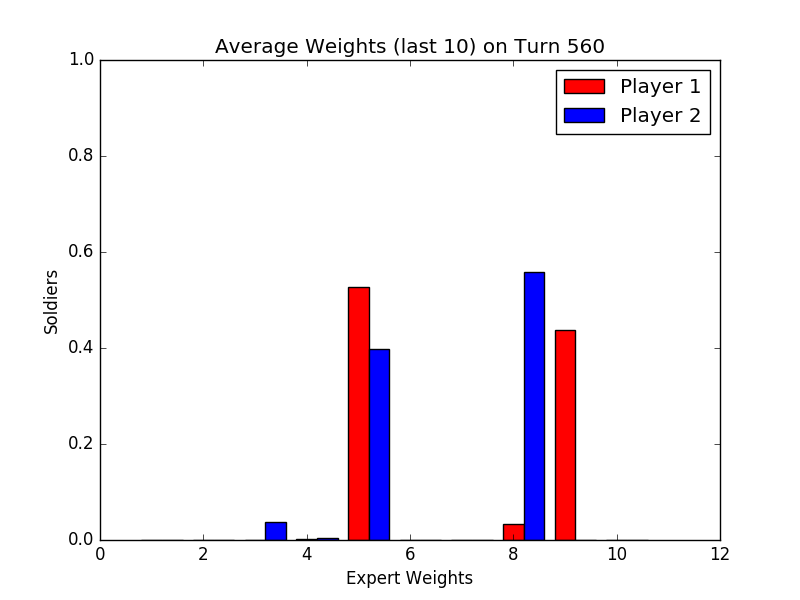 Average Weights (last 10) on Turn 560
Player 1
Player 2
1.0
0.8
0.6
0.4
0.2
0.0
Soldiers
0 2 4 6 8 10 12
Expert Weights